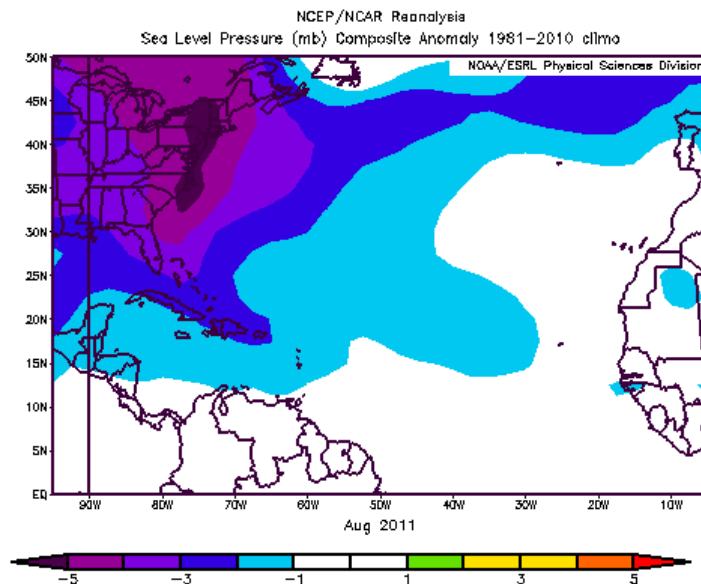 NCEP/NCAR Reanalysis
Sea Level Pressure (mb) Composite Anomaly 1981-2010 climo
NOAA/ESRL Physical Sciences Division
50N
45N
40N
35N
30N
25N
20N
15N
10N
5N
EQ
90W 80W 70W 60W 50W 40W 30W 20W 10W
Aug 2011
-5 -3 -1 1 3 5